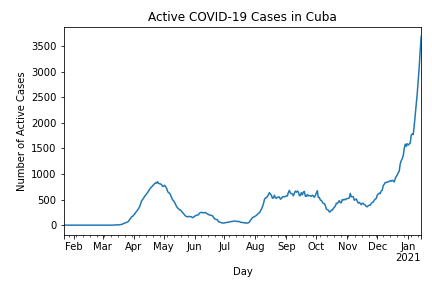 Active COVID-19 Cases in Cuba
Number of Active Cases
3500
3000
2500
2000
1500
1000
500
0
Feb Mar Apr May Jun Jul Aug Sep Oct Nov Dec Jan
2021
Day